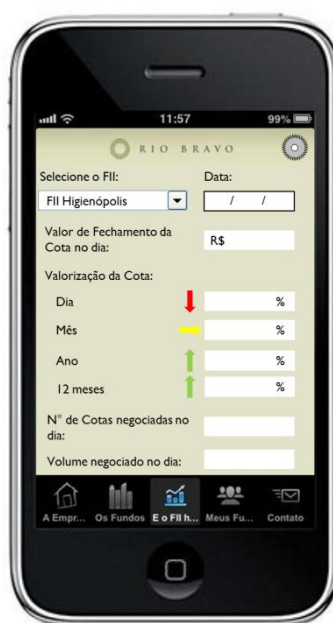 11:57 99%
RIO BRAVO
Selecione o FII: Data:
FII Higienópolis / /
Valor de Fechamento da
Cota no dia: R$
Valorização da Cota:
Dia %
Mês %
Ano %
12 meses %
N° de Cotas negociadas no
dia:
Volume negociado no dia:
A Empr... Os Fundos E o FII h... Meus Fu... Contato